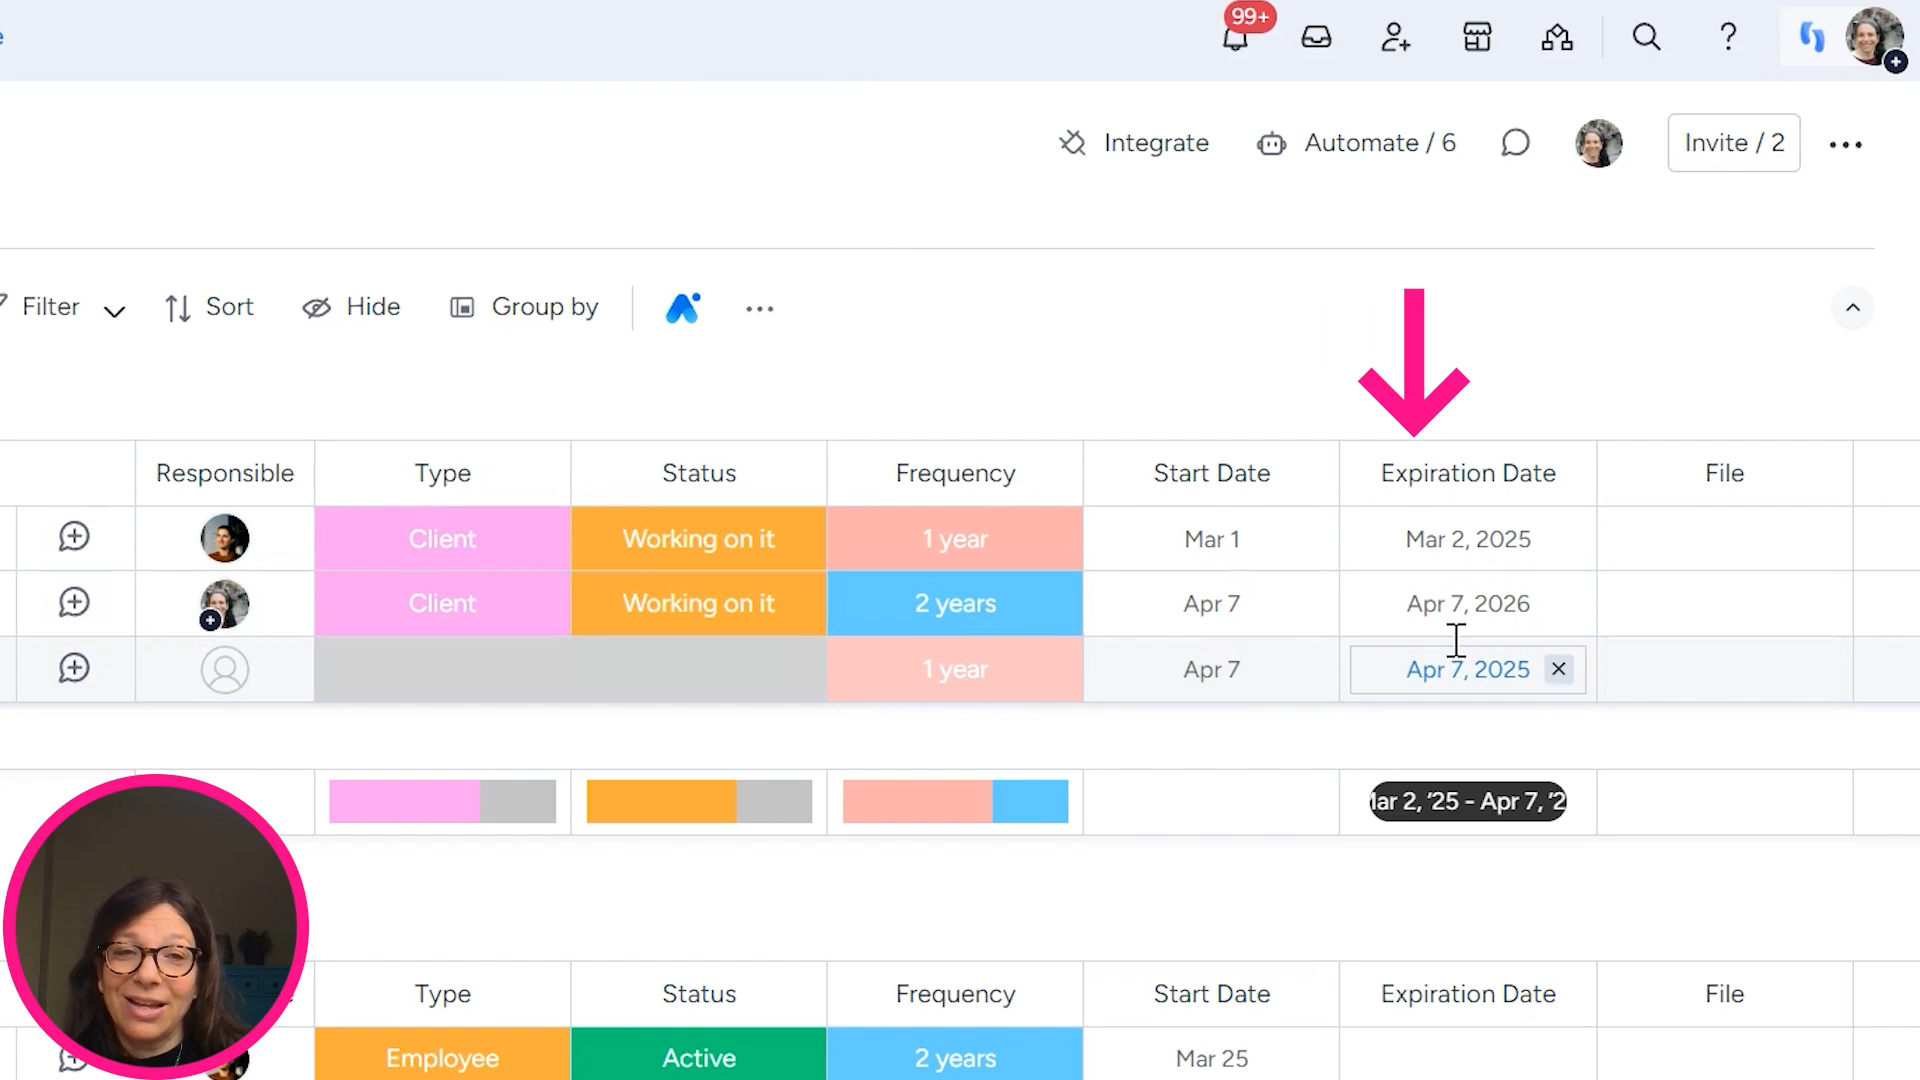 99+
?
Integrate
Automate / 6
Invite / 2
Filter
Sort
Hide
Group by
Responsible Type Status Frequency Start Date Expiration Date File
Client Working on it 1 year Mar 1 Mar 2, 2025
Client Working on it 2 years Apr 7 Apr 7, 2026
1 year Apr 7 Apr 7, 2025
ar 2, '25 - Apr 7, '2
Type Status Frequency Start Date Expiration Date File
Employee Active 2 years Mar 25